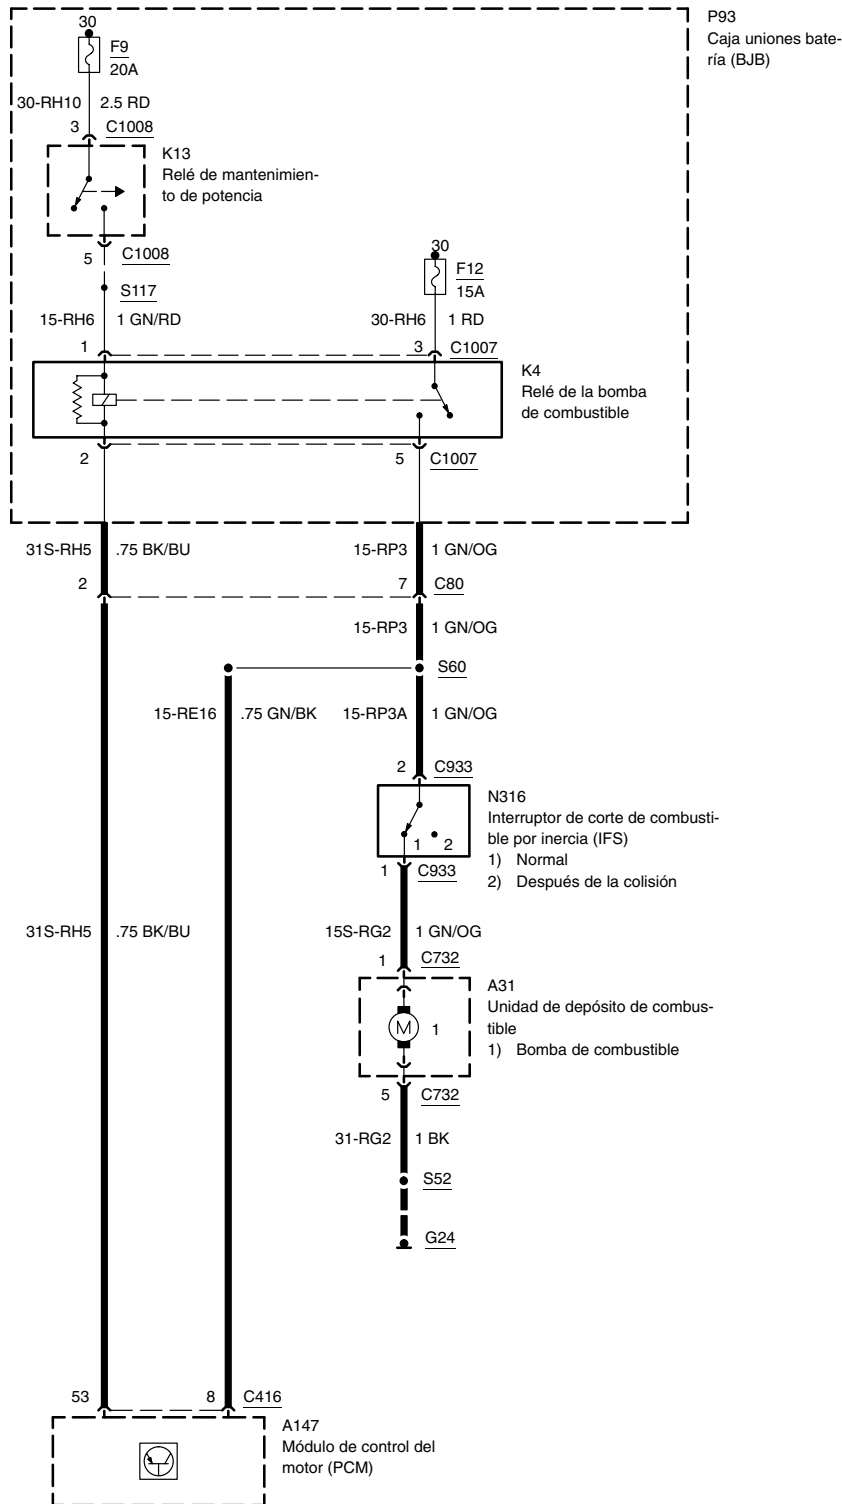 P93
Caja uniones bate-
ría (BJB)
30
F9
20A
30-RH10 2.5 RD
3 C1008
K13
Relé de mantenimien-
to de potencia
5 C1008
S117
15-RH6 1 GN/RD
30
F12
15A
30-RH6 1 RD
1 3 C1007
K4
Relé de la bomba
de combustible
2 5 C1007
31S-RH5 .75 BK/BU 15-RP3 1 GN/OG
2 7 C80
15-RP3 1 GN/OG
S60
15-RE16 .75 GN/BK 15-RP3A 1 GN/OG
2 C933
N316
Interruptor de corte de combusti-
ble por inercia (IFS)
1) Normal
2) Después de la colisión
1 2
1 C933
31S-RH5 .75 BK/BU 15S-RG2 1 GN/OG
1 C732
A31
Unidad de depósito de combus-
tible
1) Bomba de combustible
M 1
5 C732
31-RG2 1 BK
S52
G24
53 8 C416
A147
Módulo de control del
motor (PCM)